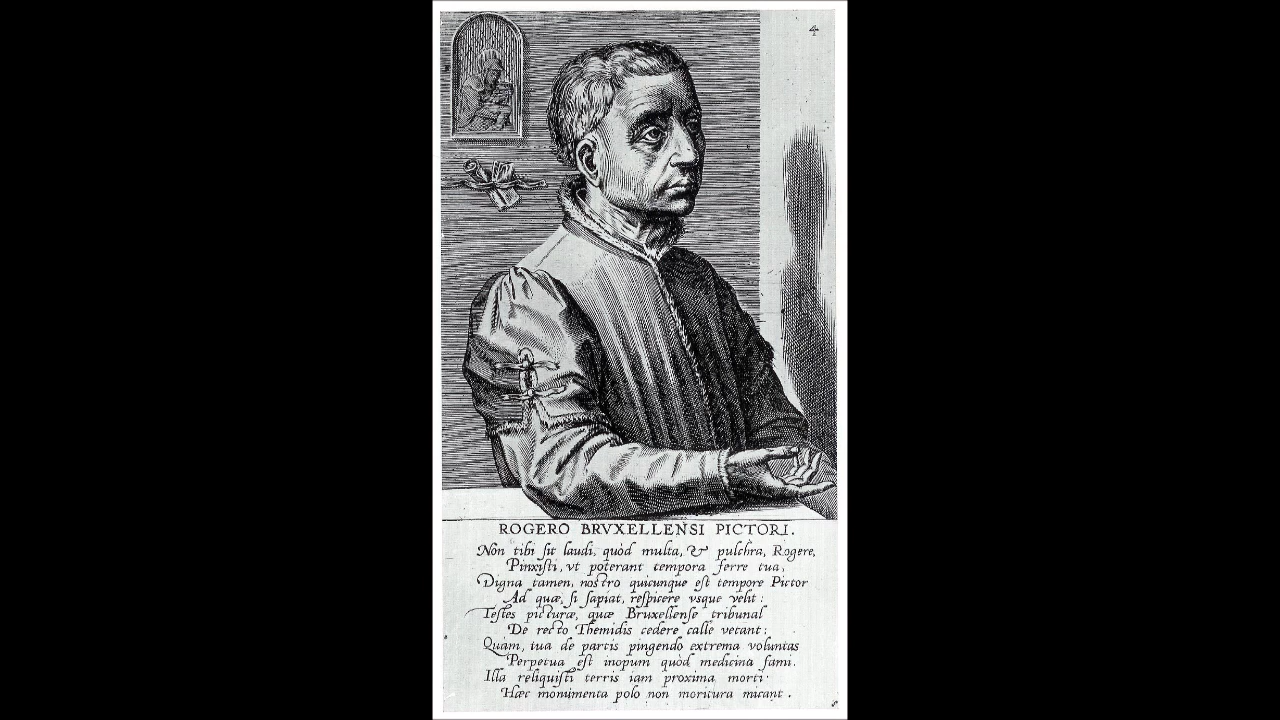 4
ROGERO BRVXELLENSI PICTORI.
Non tibi sit laudi, quòd multa, & pulchra, Rogere,
Pinxisti, vt poterant tempora ferre tua,
Digna tamen, nostro quicunque est tempore Pictor
Ad quæ, si sapiat, respicere vsque velit:
Testes picturæ, quæ Bruxellense tribunal
De recto Themidis cedere calle vetant:
Quàm, tua de partis pingendo extrema voluntas
Perpetua est inopum quòd medicina fami.
Illa reliquisti terris iam proxima morti:
Hæc monumenta polo non moritura micant.